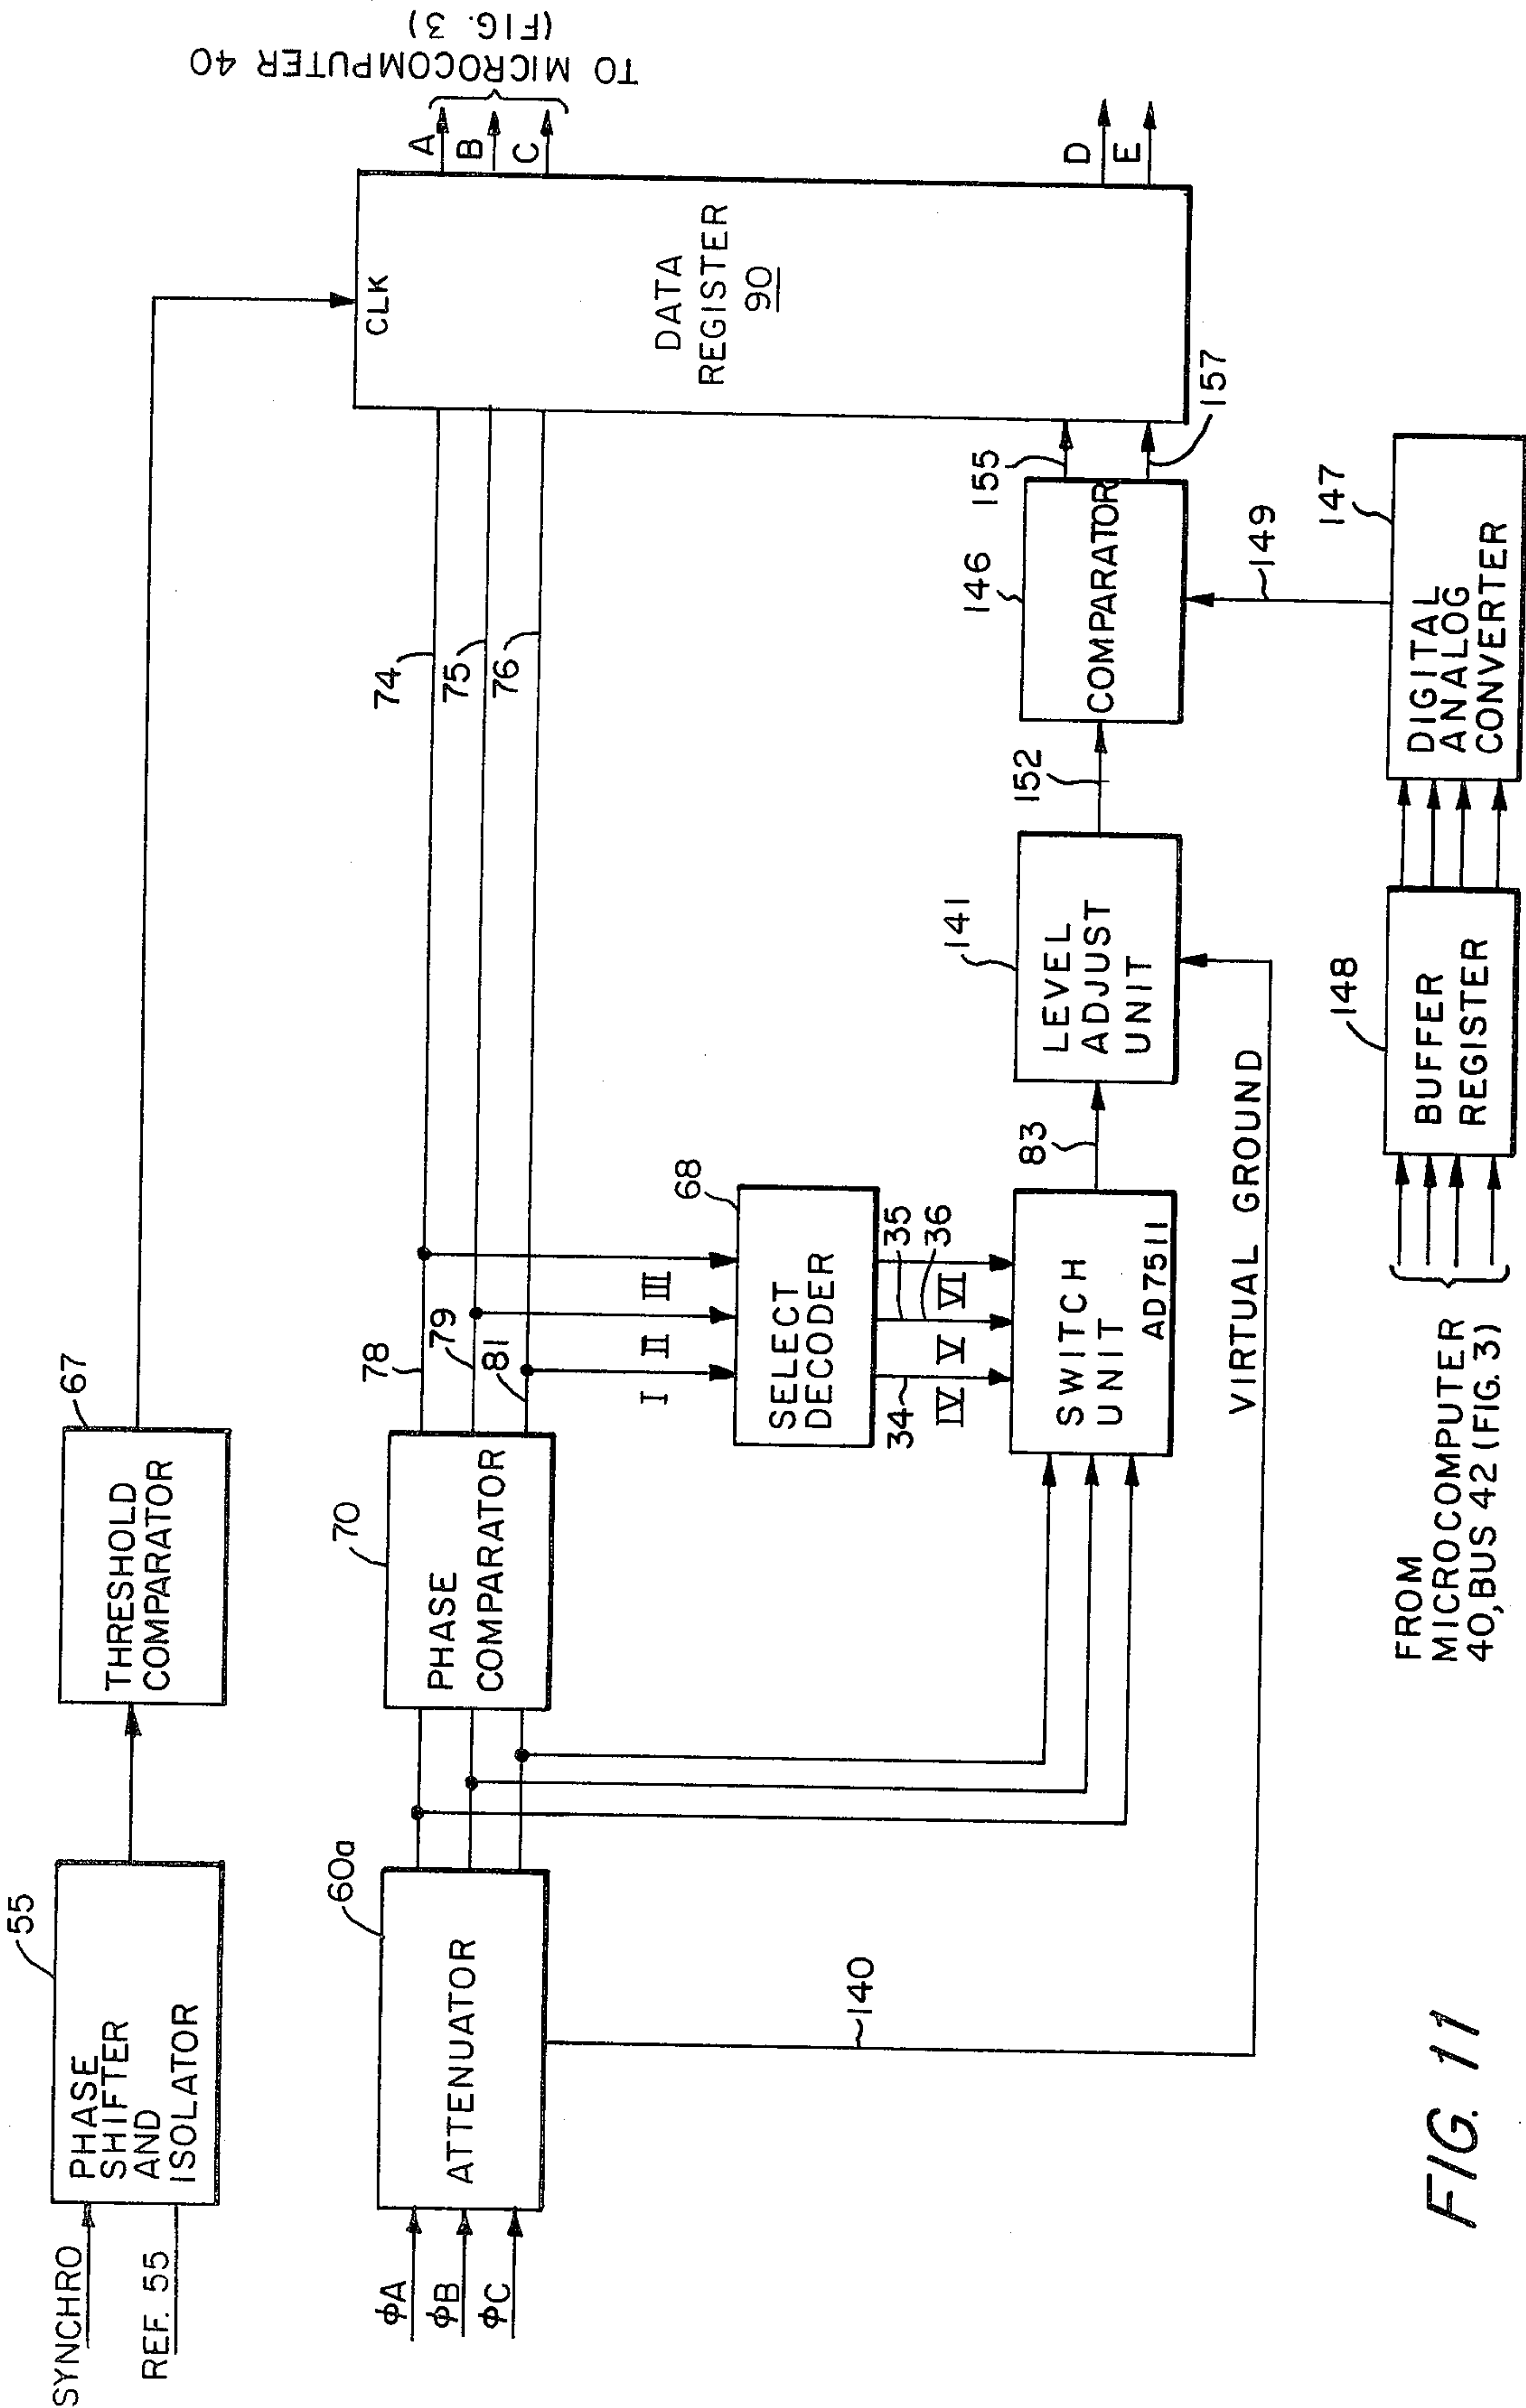 SYNCHRO
REF. 55
PHASE
SHIFTER
AND
ISOLATOR
55
THRESHOLD
COMPARATOR
67
φA
φB
φC
ATTENUATOR
60a
PHASE
COMPARATOR
70
78
79
81
74
75
76
CLK
DATA
REGISTER
90
A
B
C
TO MICROCOMPUTER 40
(FIG. 3)
D
E
I
II
III
SELECT
DECODER
68
34
35
36
IV
V
VI
SWITCH
UNIT
AD7511
83
LEVEL
ADJUST
UNIT
141
152
COMPARATOR
146
155
157
149
140
VIRTUAL GROUND
FROM
MICROCOMPUTER
40, BUS 42 (FIG. 3)
BUFFER
REGISTER
148
DIGITAL
ANALOG
CONVERTER
147
FIG. 11